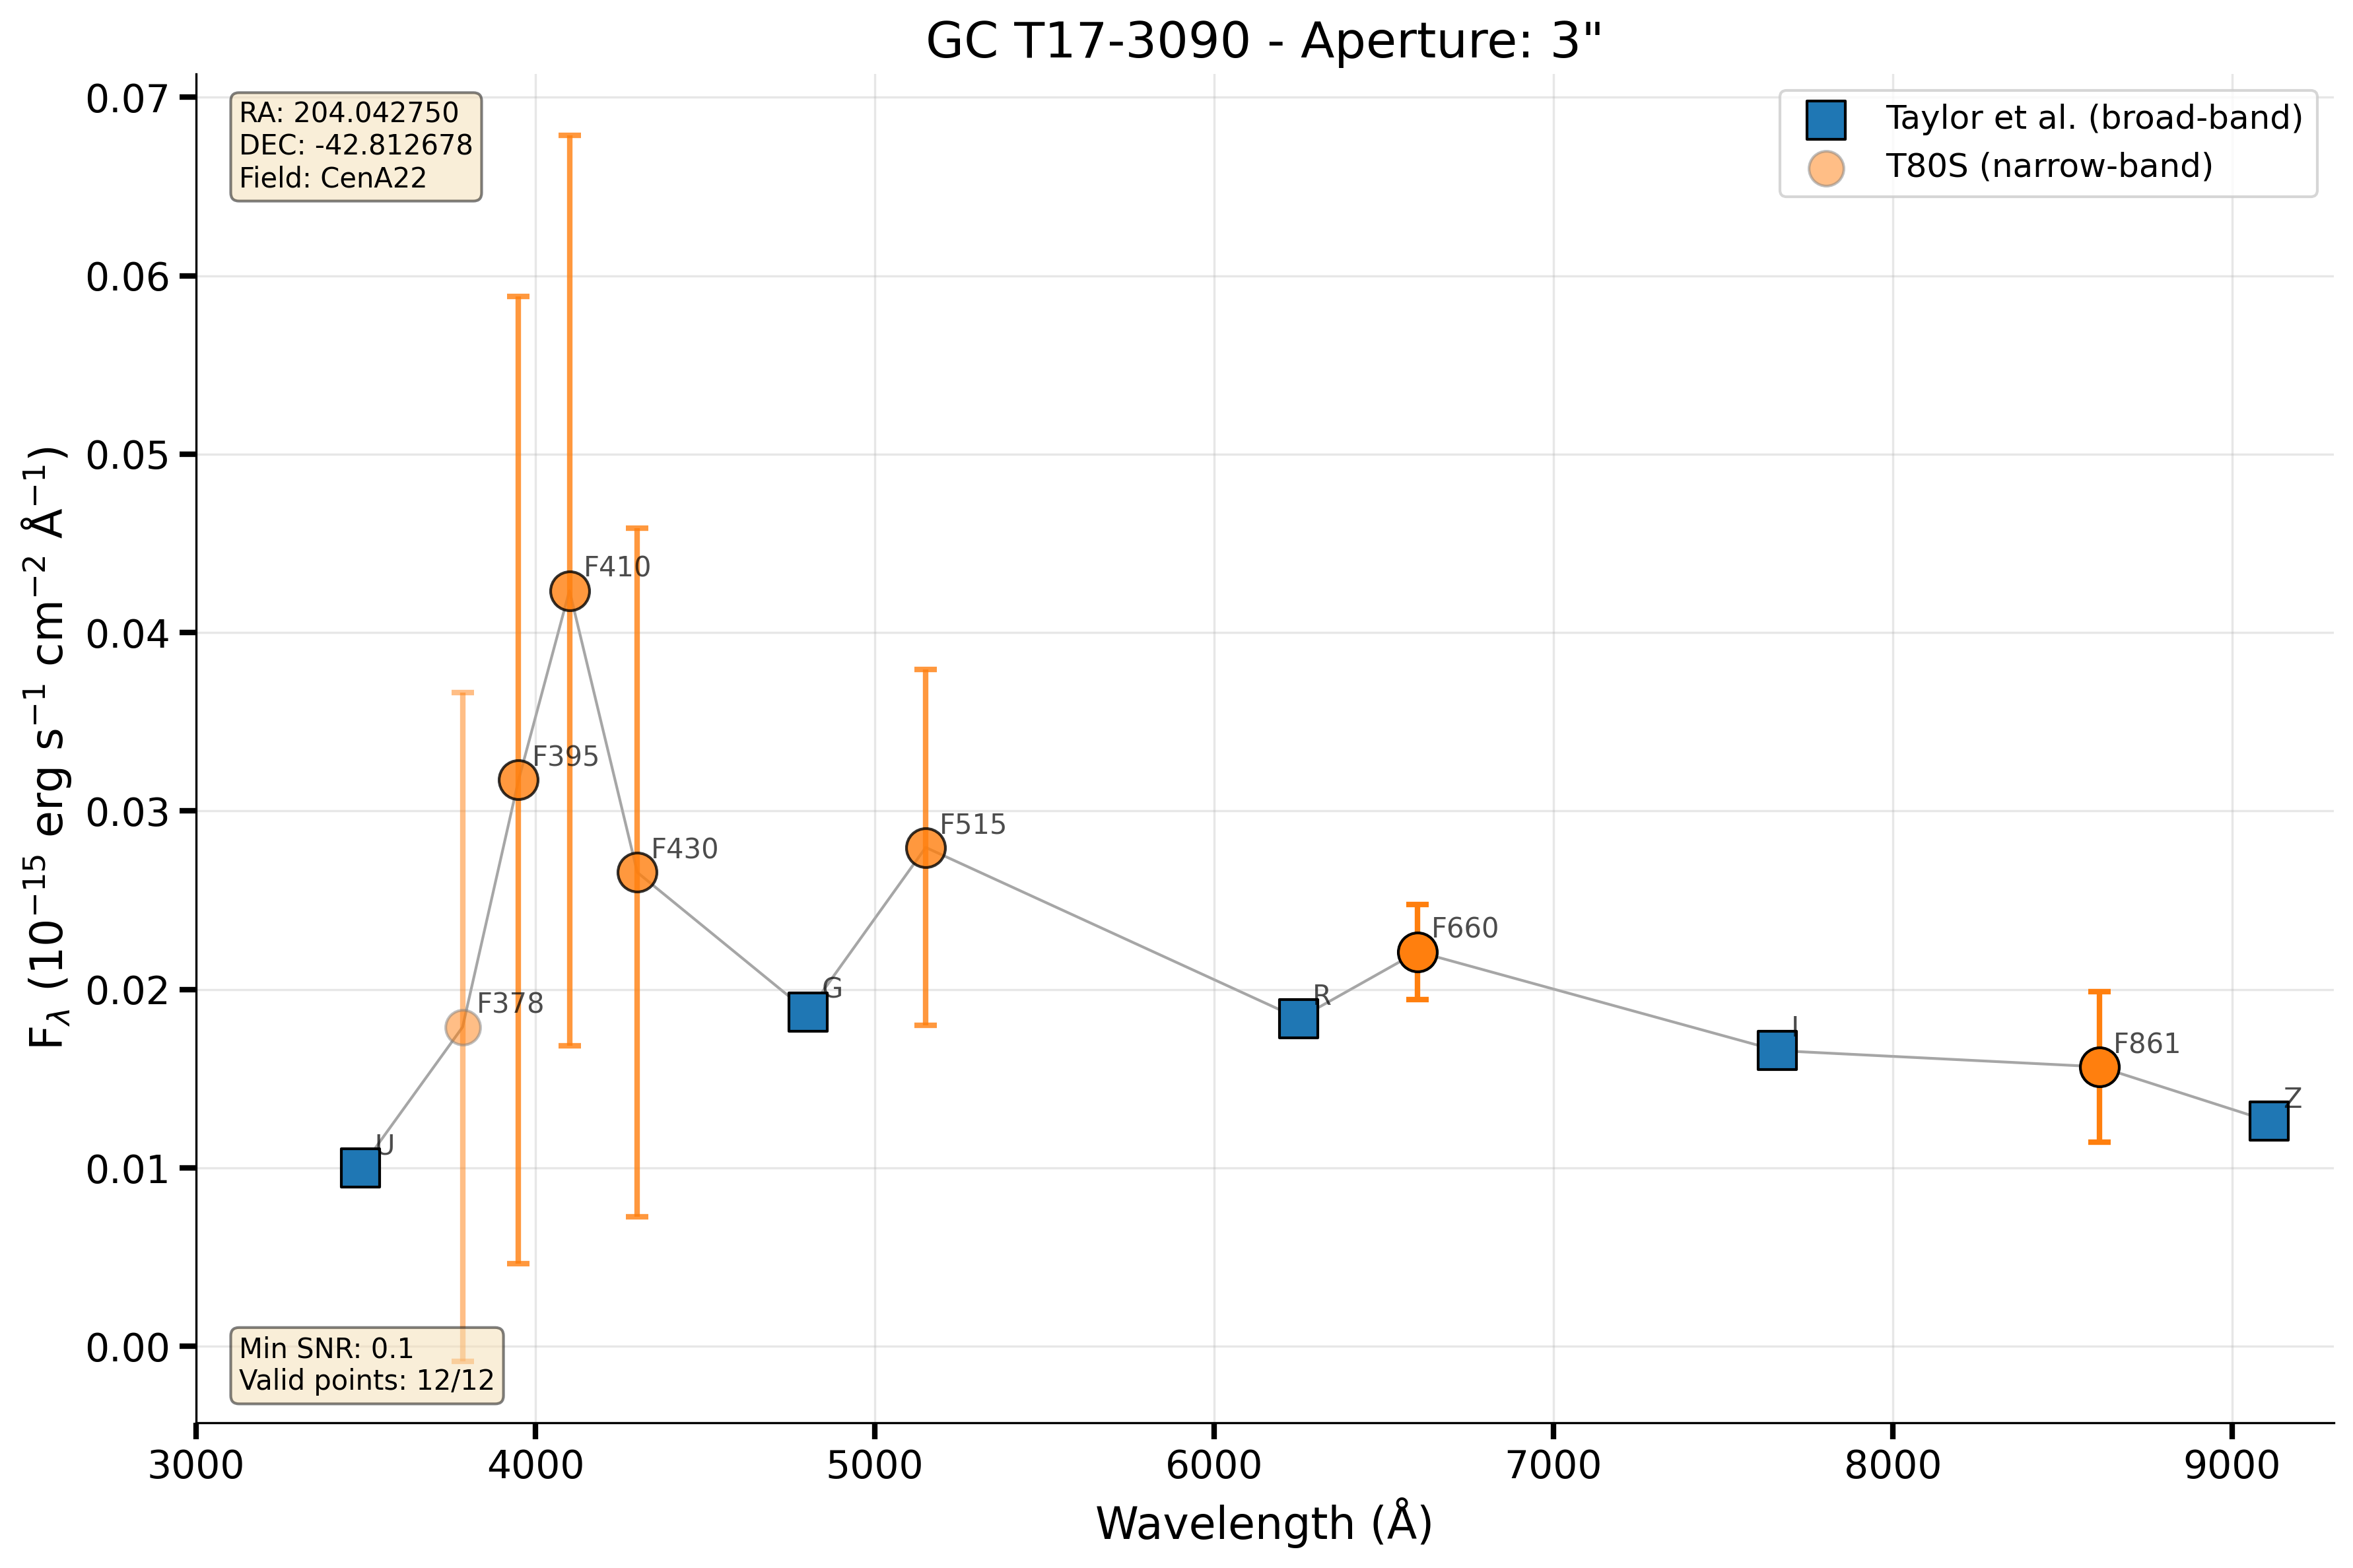 GC T17-3090 - Aperture: 3"
RA: 204.042750
DEC: -42.812678
Field: CenA22
Taylor et al. (broad-band)
T80S (narrow-band)
0.07
0.06
0.05
0.04
0.03
0.02
0.01
0.00
F_λ (10⁻¹⁵ erg s⁻¹ cm⁻² Å⁻¹)
U
F378
F395
F410
F430
G
F515
R
F660
I
F861
Z
Min SNR: 0.1
Valid points: 12/12
3000 4000 5000 6000 7000 8000 9000
Wavelength (Å)